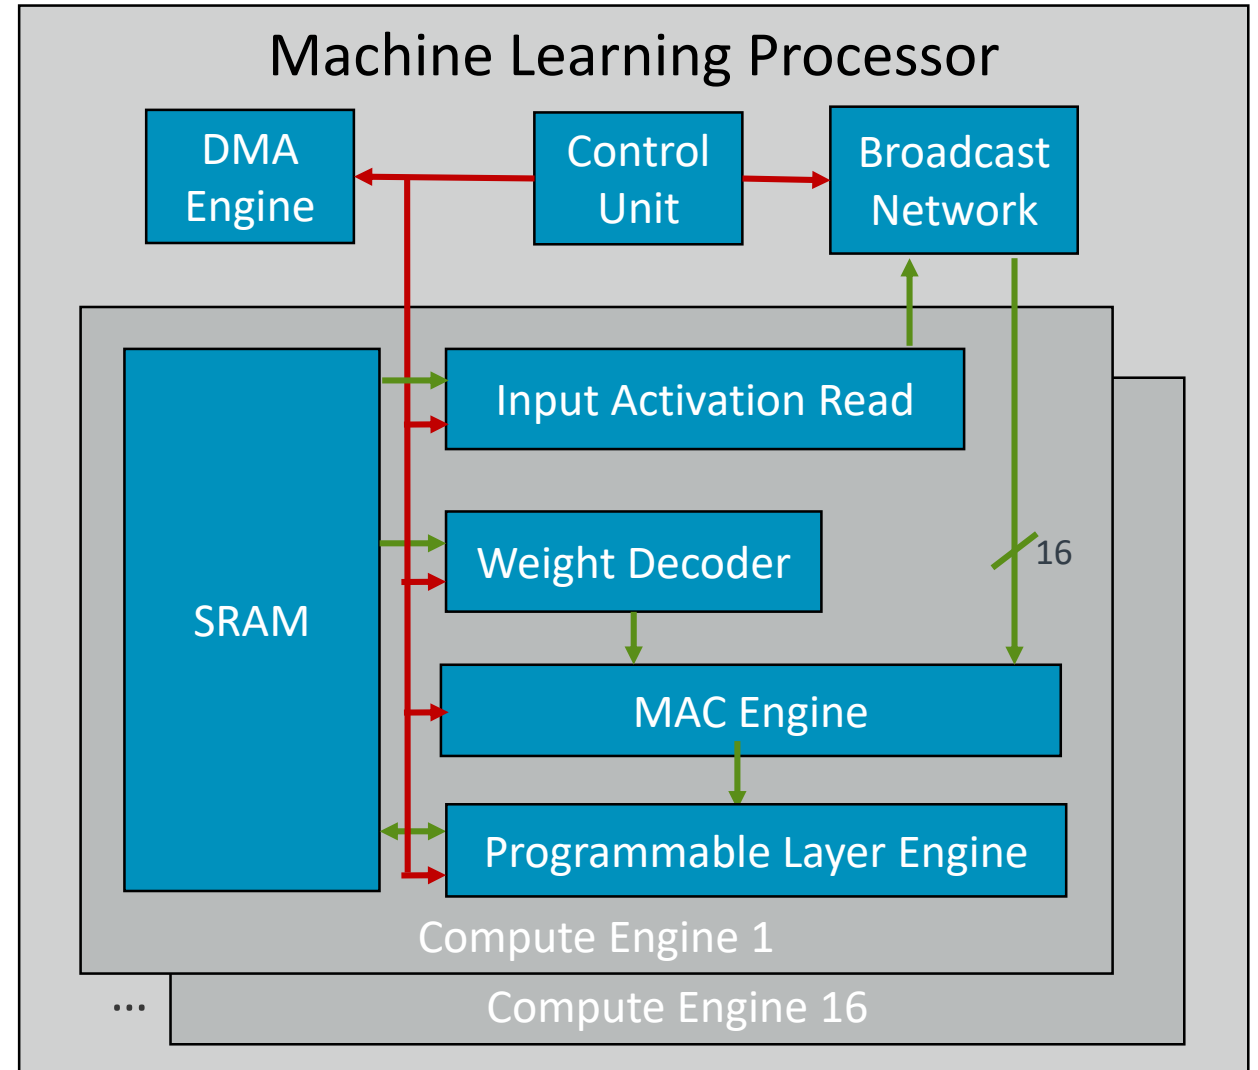 Machine Learning Processor
DMA
Engine
Control
Unit
Broadcast
Network
Input Activation Read
Weight Decoder
16
SRAM
MAC Engine
Programmable Layer Engine
Compute Engine 1
...
Compute Engine 16